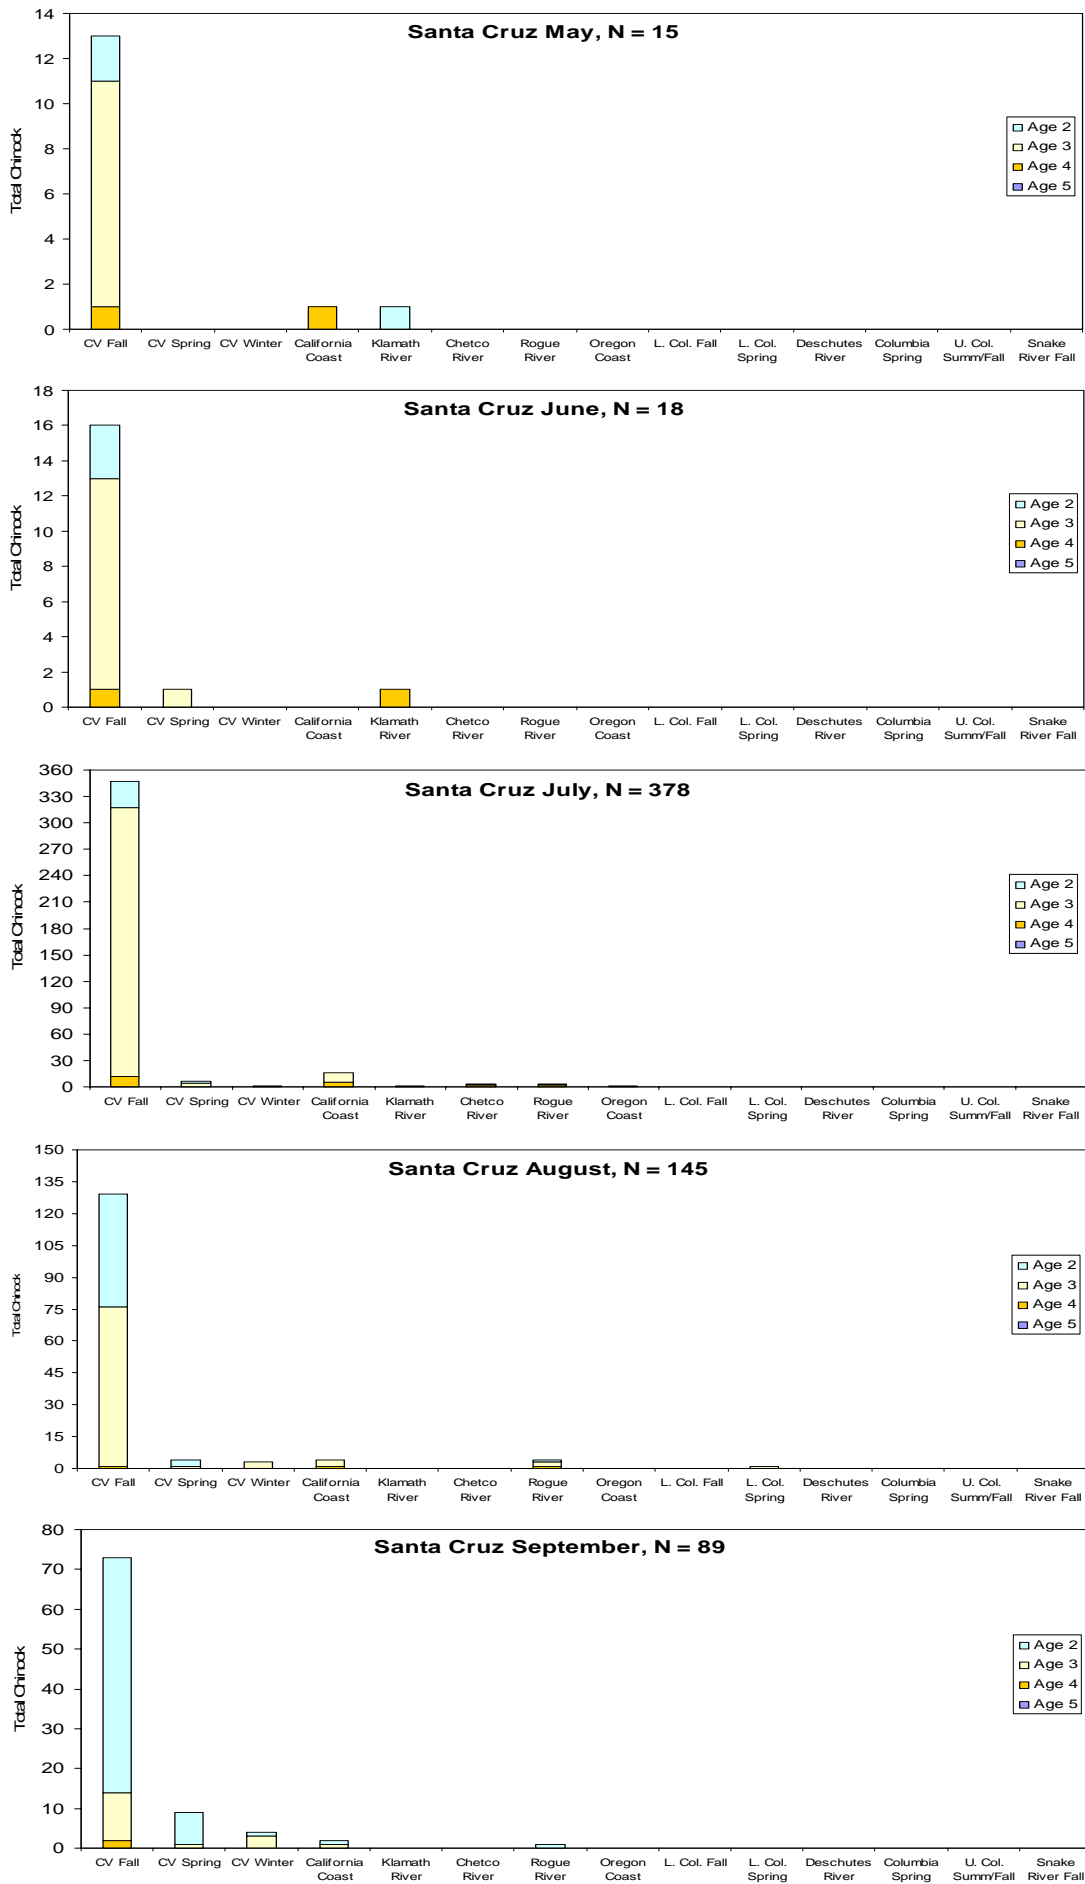 Santa Cruz May, N = 15
14
12
10
8
6
4
2
0
Total Chinook
Age 2
Age 3
Age 4
Age 5
CV Fall CV Spring CV Winter California Coast Klamath River Chetco River Rogue River Oregon Coast L. Col. Fall L. Col. Spring Deschutes River Columbia Spring U. Col. Summ/Fall Snake River Fall
Santa Cruz June, N = 18
18
16
14
12
10
8
6
4
2
0
Total Chinook
Age 2
Age 3
Age 4
Age 5
CV Fall CV Spring CV Winter California Coast Klamath River Chetco River Rogue River Oregon Coast L. Col. Fall L. Col. Spring Deschutes River Columbia Spring U. Col. Summ/Fall Snake River Fall
Santa Cruz July, N = 378
360
330
300
270
240
210
180
150
120
90
60
30
0
Total Chinook
Age 2
Age 3
Age 4
Age 5
CV Fall CV Spring CV Winter California Coast Klamath River Chetco River Rogue River Oregon Coast L. Col. Fall L. Col. Spring Deschutes River Columbia Spring U. Col. Summ/Fall Snake River Fall
Santa Cruz August, N = 145
150
135
120
105
90
75
60
45
30
15
0
Total Chinook
Age 2
Age 3
Age 4
Age 5
CV Fall CV Spring CV Winter California Coast Klamath River Chetco River Rogue River Oregon Coast L. Col. Fall L. Col. Spring Deschutes River Columbia Spring U. Col. Summ/Fall Snake River Fall
Santa Cruz September, N = 89
80
70
60
50
40
30
20
10
0
Total Chinook
Age 2
Age 3
Age 4
Age 5
CV Fall CV Spring CV Winter California Coast Klamath River Chetco River Rogue River Oregon Coast L. Col. Fall L. Col. Spring Deschutes River Columbia Spring U. Col. Summ/Fall Snake River Fall